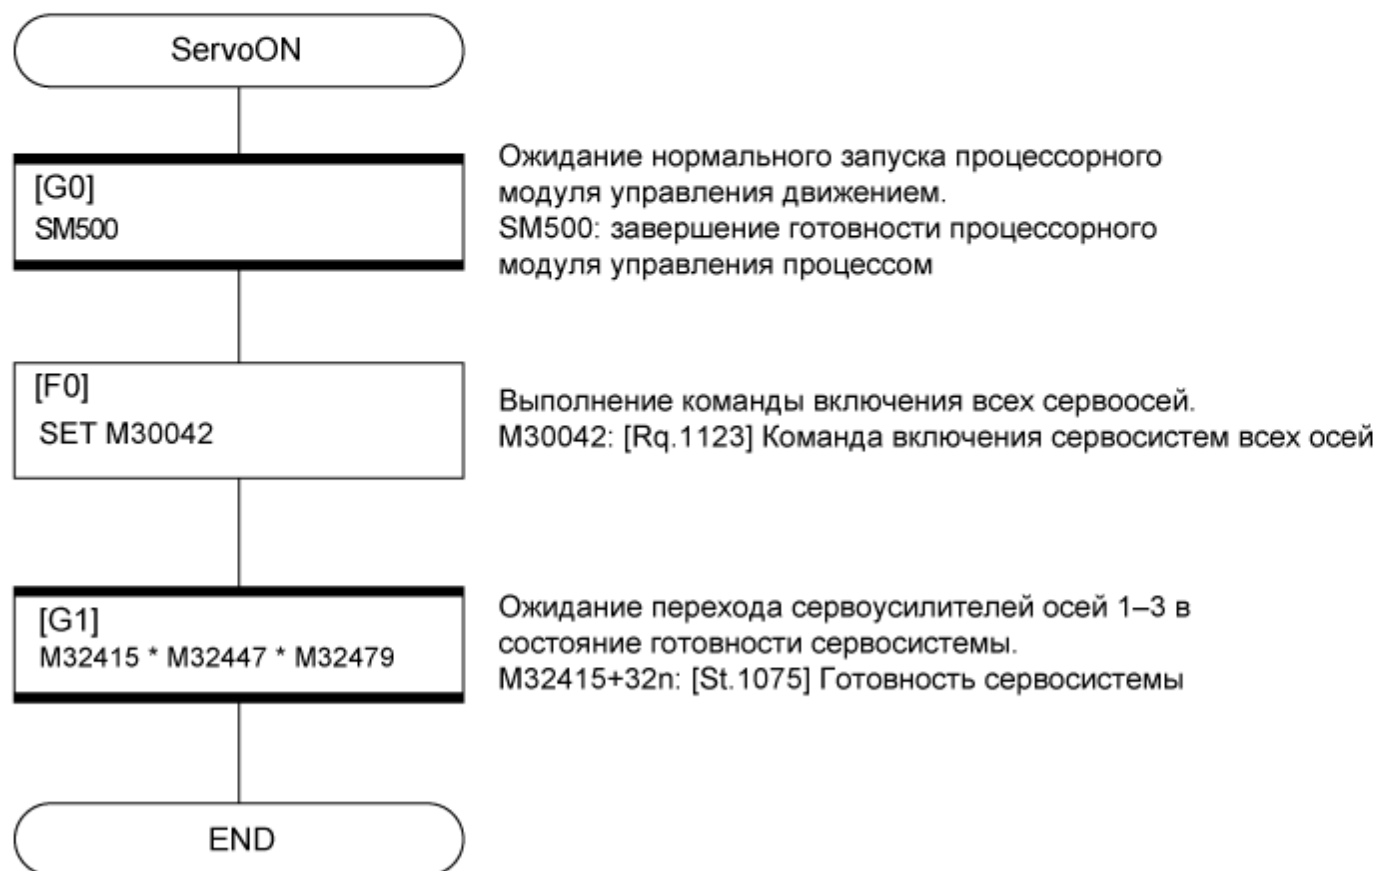 ServoON
[G0]
SM500
Ожидание нормального запуска процессорного
модуля управления движением.
SM500: завершение готовности процессорного
модуля управления процессом
[F0]
SET M30042
Выполнение команды включения всех сервоосей.
M30042: [Rq.1123] Команда включения сервосистем всех осей
[G1]
M32415 * M32447 * M32479
Ожидание перехода сервоусилителей осей 1–3 в
состояние готовности сервосистемы.
M32415+32n: [St.1075] Готовность сервосистемы
END